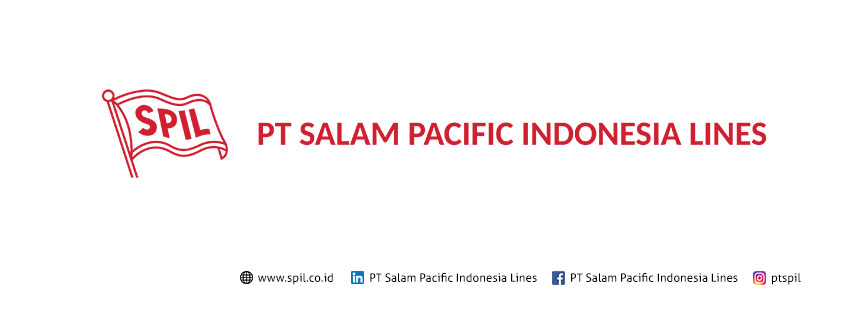 SPIL
PT SALAM PACIFIC INDONESIA LINES
www.spil.co.id PT Salam Pacific Indonesia Lines PT Salam Pacific Indonesia Lines ptspil